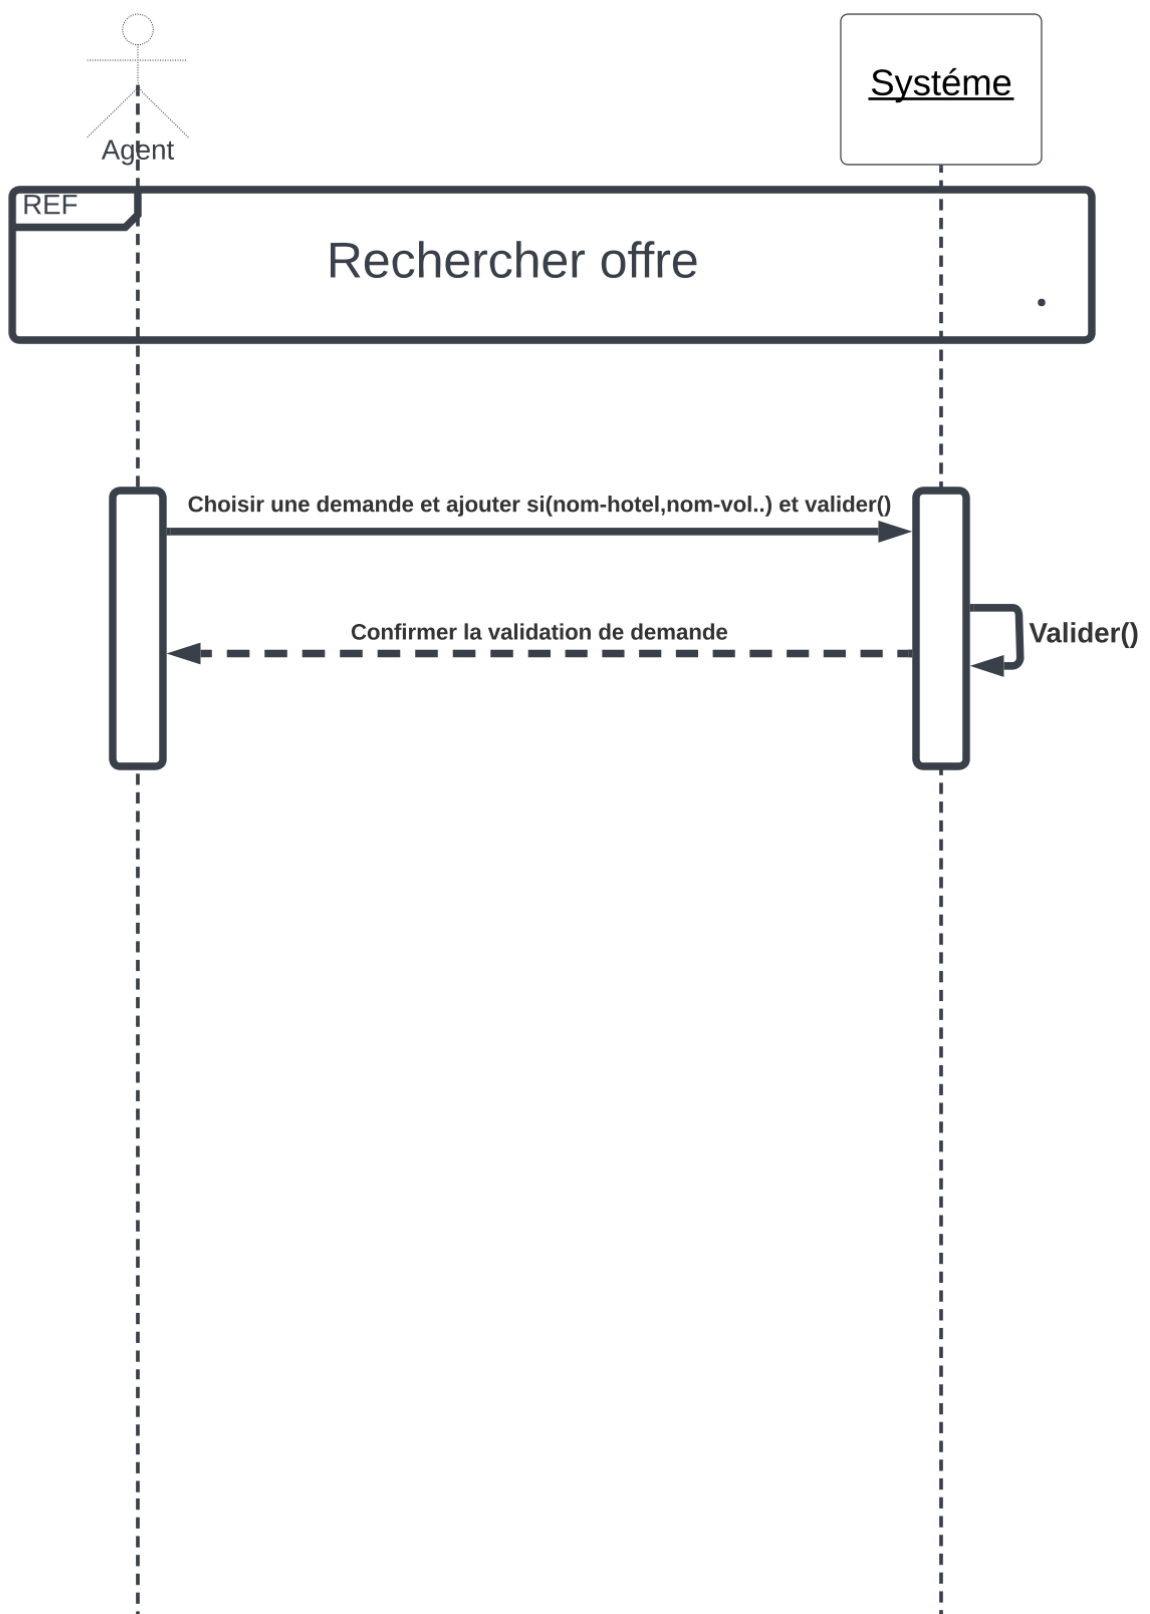 Agent
Systéme
REF
Rechercher offre
Choisir une demande et ajouter si(nom-hotel,nom-vol..) et valider()
Confirmer la validation de demande
Valider()